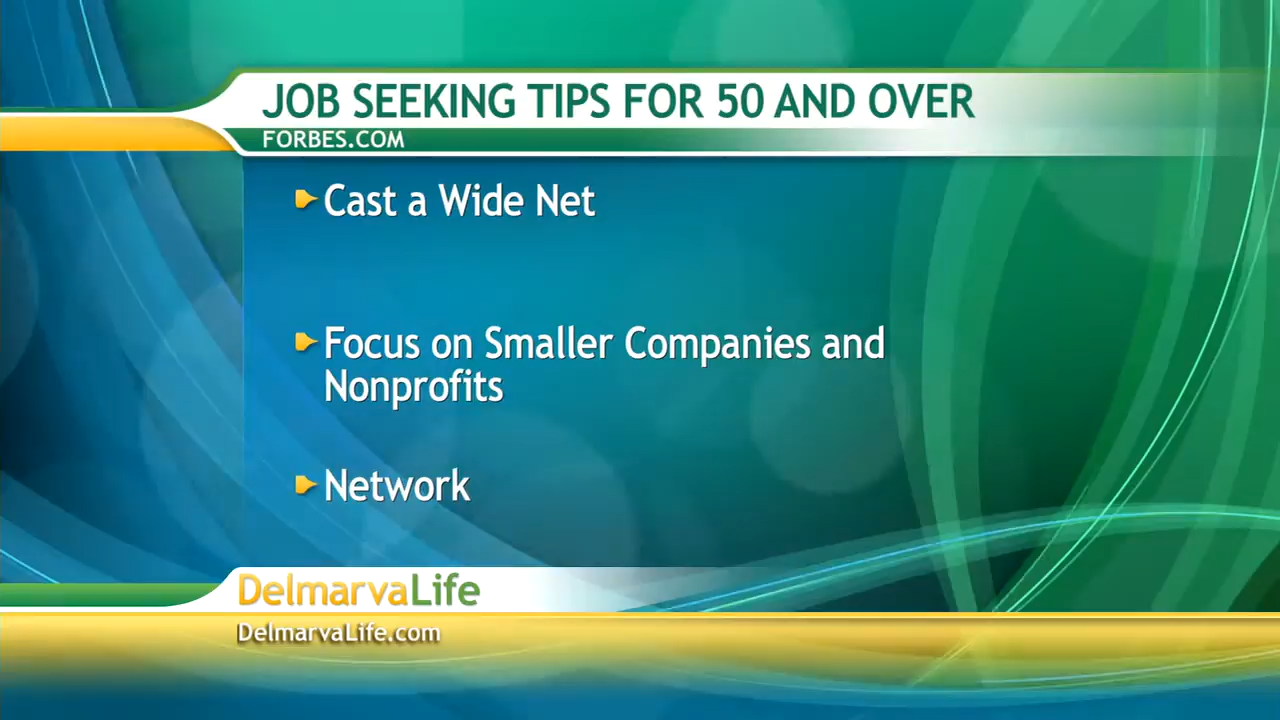 JOB SEEKING TIPS FOR 50 AND OVER
FORBES.COM
Cast a Wide Net
Focus on Smaller Companies and
Nonprofits
Network
DelmarvaLife
DelmarvaLife.com